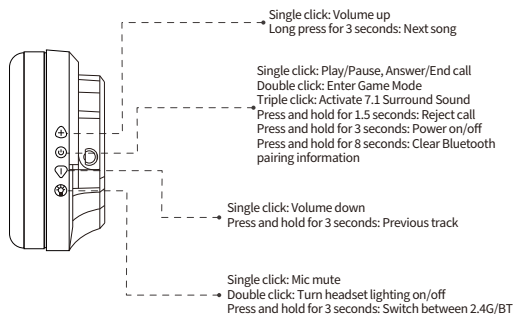 Single click: Volume up
Long press for 3 seconds: Next song
Single click: Play/Pause, Answer/End call
Double click: Enter Game Mode
Triple click: Activate 7.1 Surround Sound
Press and hold for 1.5 seconds: Reject call
Press and hold for 3 seconds: Power on/off
Press and hold for 8 seconds: Clear Bluetooth
pairing information
Single click: Volume down
Press and hold for 3 seconds: Previous track
Single click: Mic mute
Double click: Turn headset lighting on/off
Press and hold for 3 seconds: Switch between 2.4G/BT